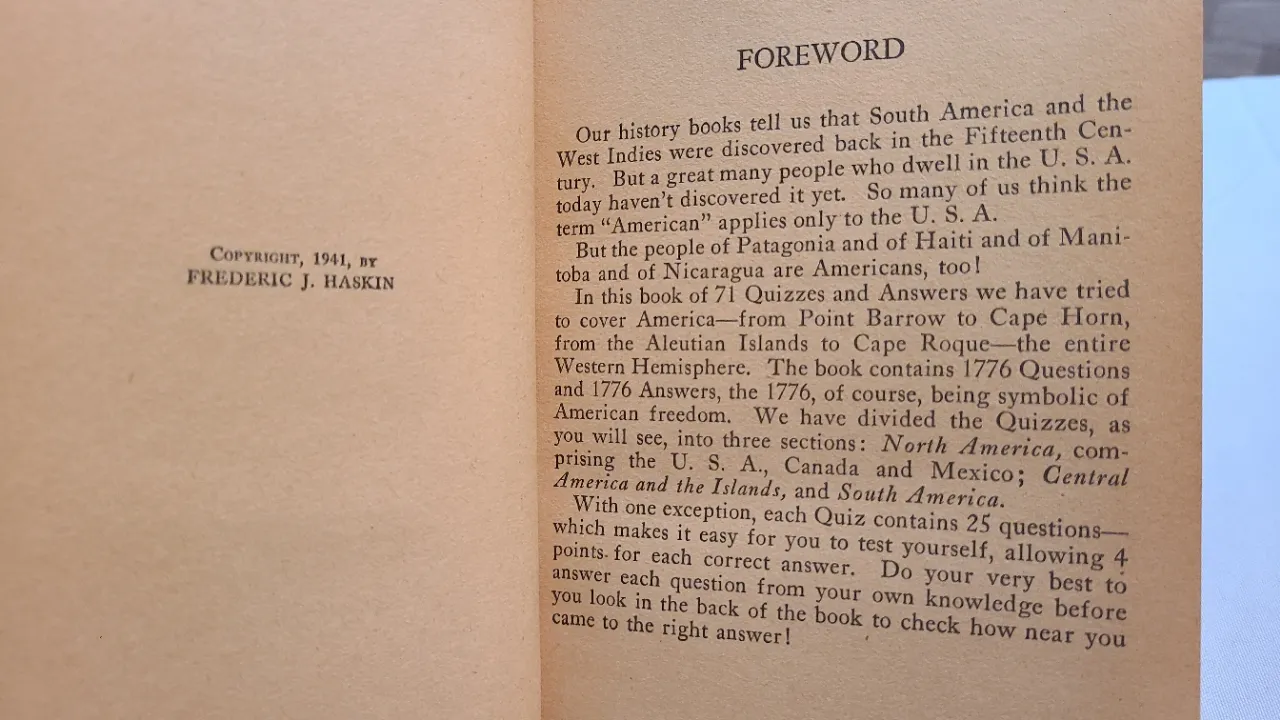 COPYRIGHT, 1941, BY
FREDERIC J. HASKIN
FOREWORD
Our history books tell us that South America and the
West Indies were discovered back in the Fifteenth Cen-
tury. But a great many people who dwell in the U. S. A.
today haven't discovered it yet. So many of us think the
term "American" applies only to the U. S. A.
But the people of Patagonia and of Haiti and of Mani-
toba and of Nicaragua are Americans, too!
In this book of 71 Quizzes and Answers we have tried
to cover America—from Point Barrow to Cape Horn,
from the Aleutian Islands to Cape Roque—the entire
Western Hemisphere. The book contains 1776 Questions
and 1776 Answers, the 1776, of course, being symbolic of
American freedom. We have divided the Quizzes, as
you will see, into three sections: North America, com-
prising the U. S. A., Canada and Mexico; Central
America and the Islands, and South America.
With one exception, each Quiz contains 25 questions—
which makes it easy for you to test yourself, allowing 4
points for each correct answer. Do your very best to
answer each question from your own knowledge before
you look in the back of the book to check how near you
came to the right answer!